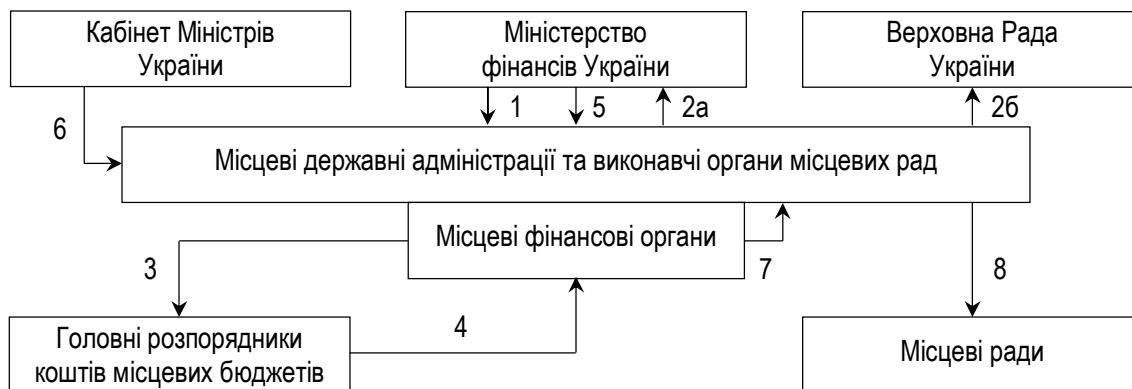 Кабінет Міністрів
України
Міністерство
фінансів України
Верховна Рада
України
6
1
5
2а
2б
Місцеві державні адміністрації та виконавчі органи місцевих рад
Місцеві фінансові органи
3
7
8
4
Головні розпорядники
коштів місцевих бюджетів
Місцеві ради